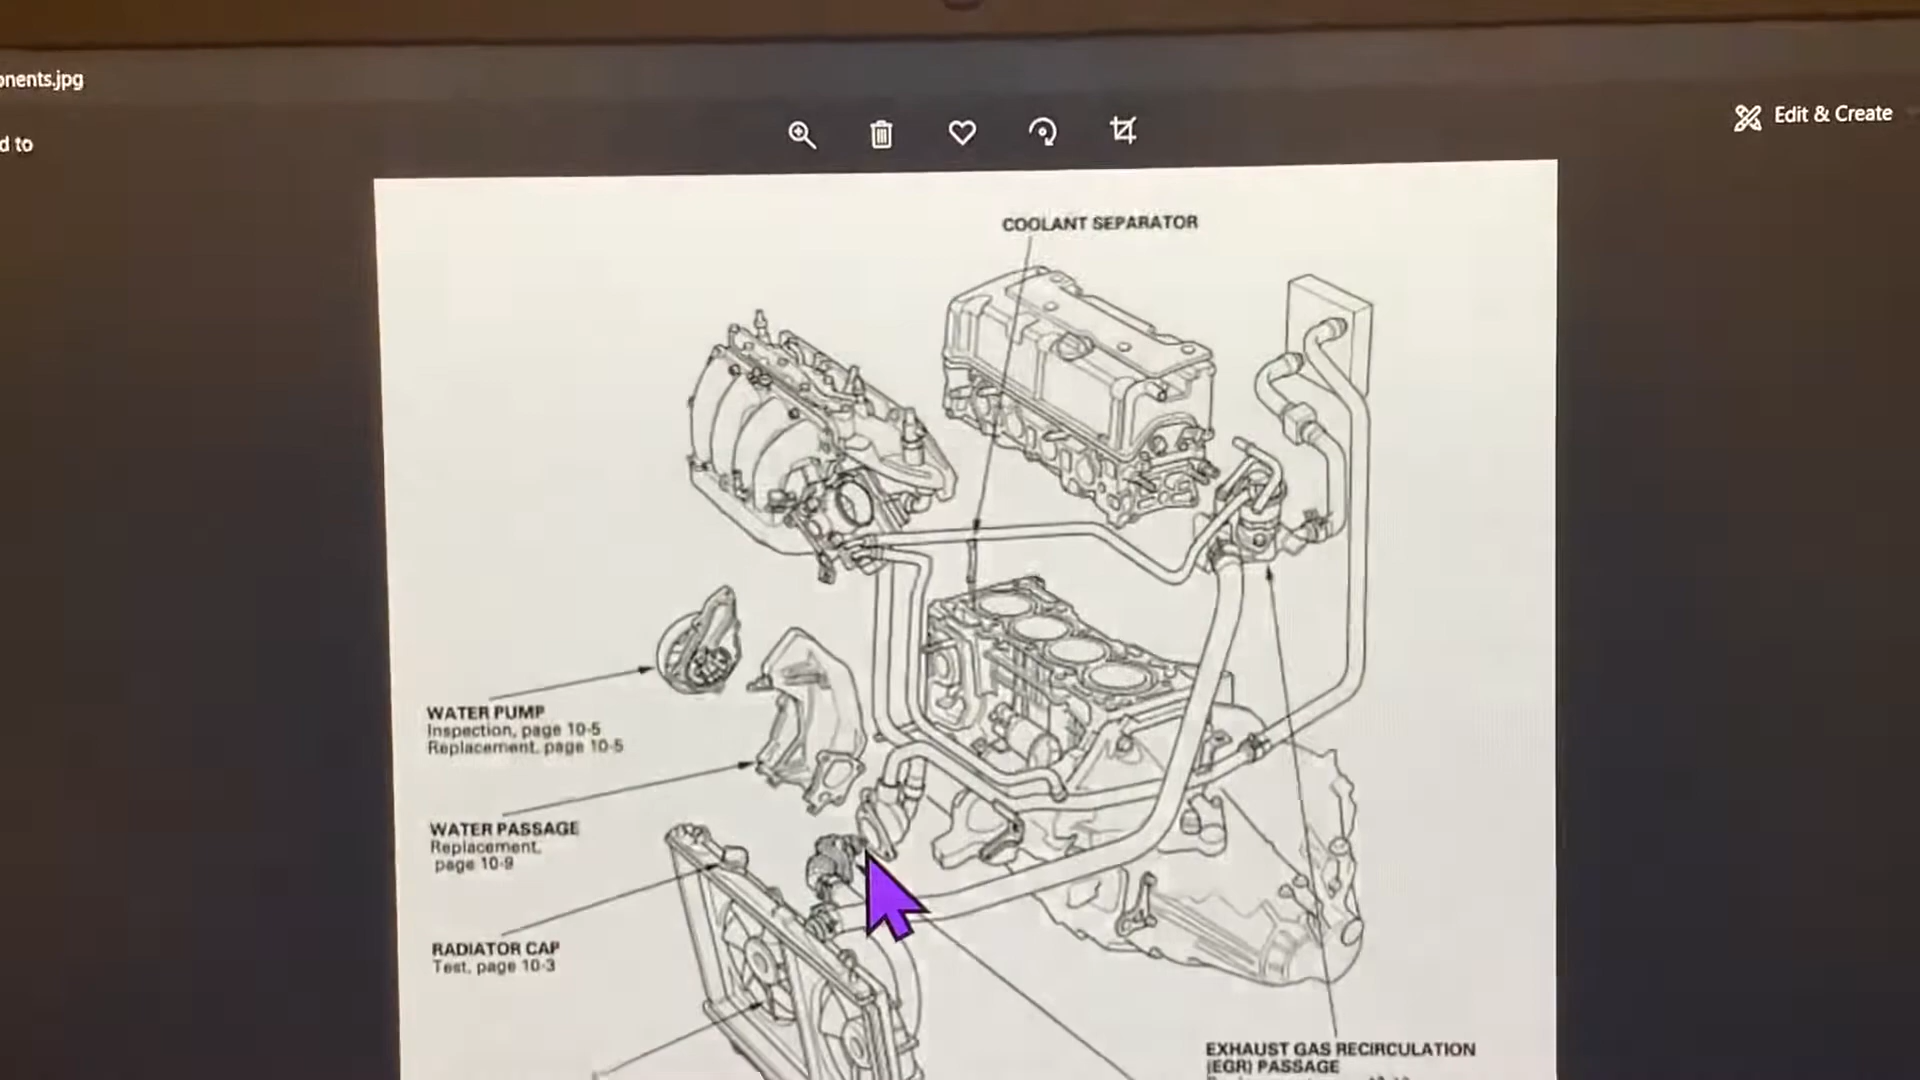 onents.jpg
d to
Edit & Create
COOLANT SEPARATOR
WATER PUMP
Inspection, page 10-5
Replacement, page 10-5
WATER PASSAGE
Replacement,
page 10-9
RADIATOR CAP
Test, page 10-3
EXHAUST GAS RECIRCULATION
(EGR) PASSAGE